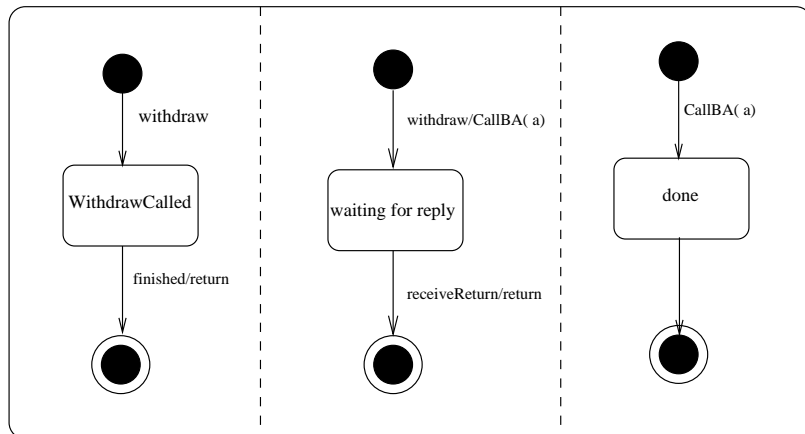 withdraw
WithdrawCalled
finished/return
withdraw/CallBA( a)
waiting for reply
receiveReturn/return
CallBA( a)
done